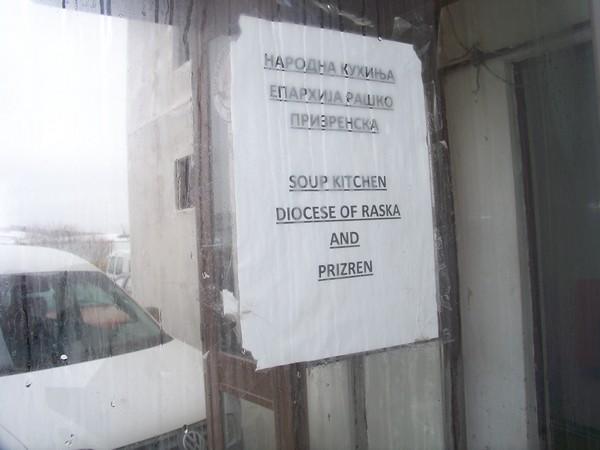 НАРОДНА КУХИЊА
ЕПАРХИЈА РАШКО
ПРИЗРЕНСКА
SOUP KITCHEN
DIOCESE OF RASKA
AND
PRIZREN